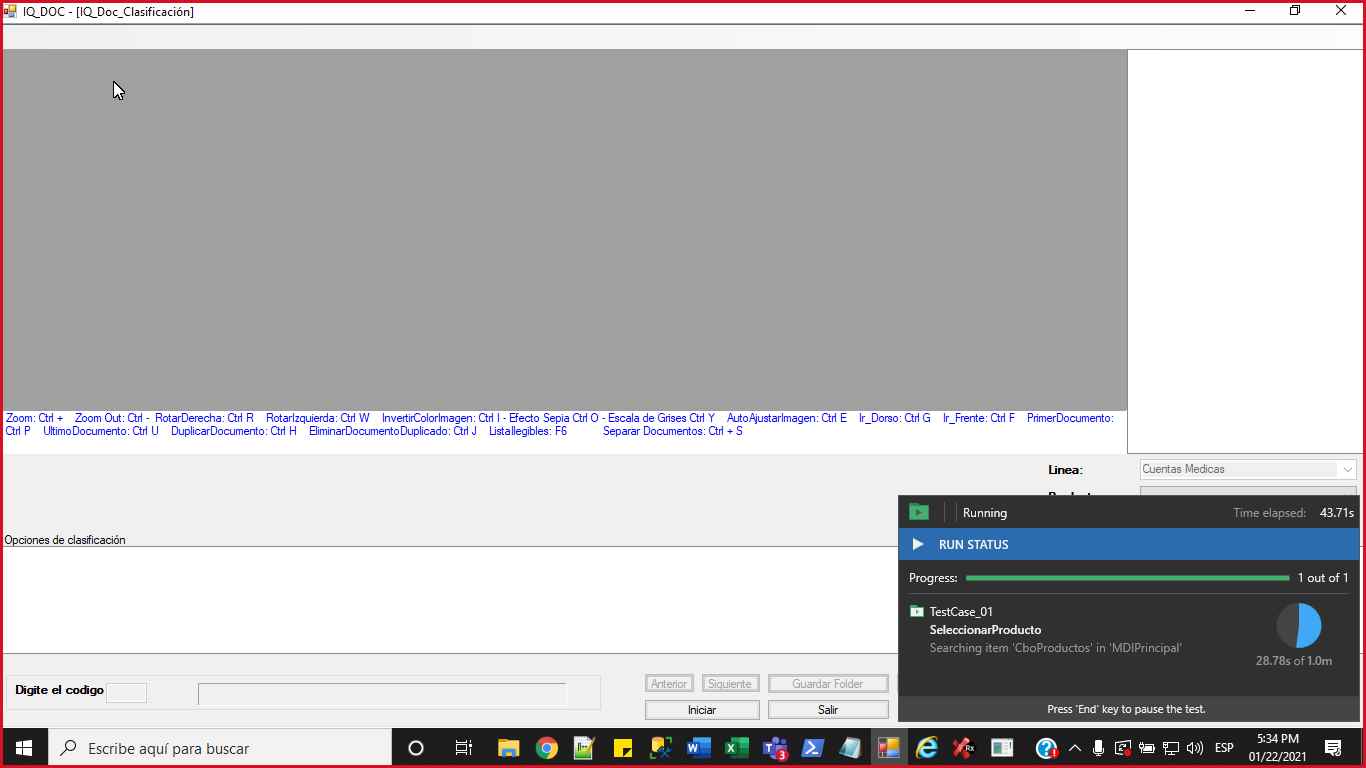 IQ_DOC - [IQ_Doc_Clasificación]
Zoom: Ctrl + Zoom Out: Ctrl - RotarDerecha: Ctrl R RotarIzquierda: Ctrl W InvertirColorImagen: Ctrl I - Efecto Sepia Ctrl O - Escala de Grises Ctrl Y AutoAjustarImagen: Ctrl E Ir_Dorso: Ctrl G Ir_Frente: Ctrl F PrimerDocumento:
Ctrl P UltimoDocumento: Ctrl U DuplicarDocumento: Ctrl H EliminarDocumentoDuplicado: Ctrl J ListaIlegibles: F6 Separar Documentos: Ctrl + S
Linea:
Cuentas Medicas
Opciones de clasificación
Running
Time elapsed: 43.71s
RUN STATUS
Progress:
1 out of 1
TestCase_01
SeleccionarProducto
Searching item 'CboProductos' in 'MDIPrincipal'
28.78s of 1.0m
Press 'End' key to pause the test.
Digite el codigo
Anterior
Siguiente
Guardar Folder
Iniciar
Salir
Escribe aquí para buscar
3
ESP
5:34 PM
01/22/2021